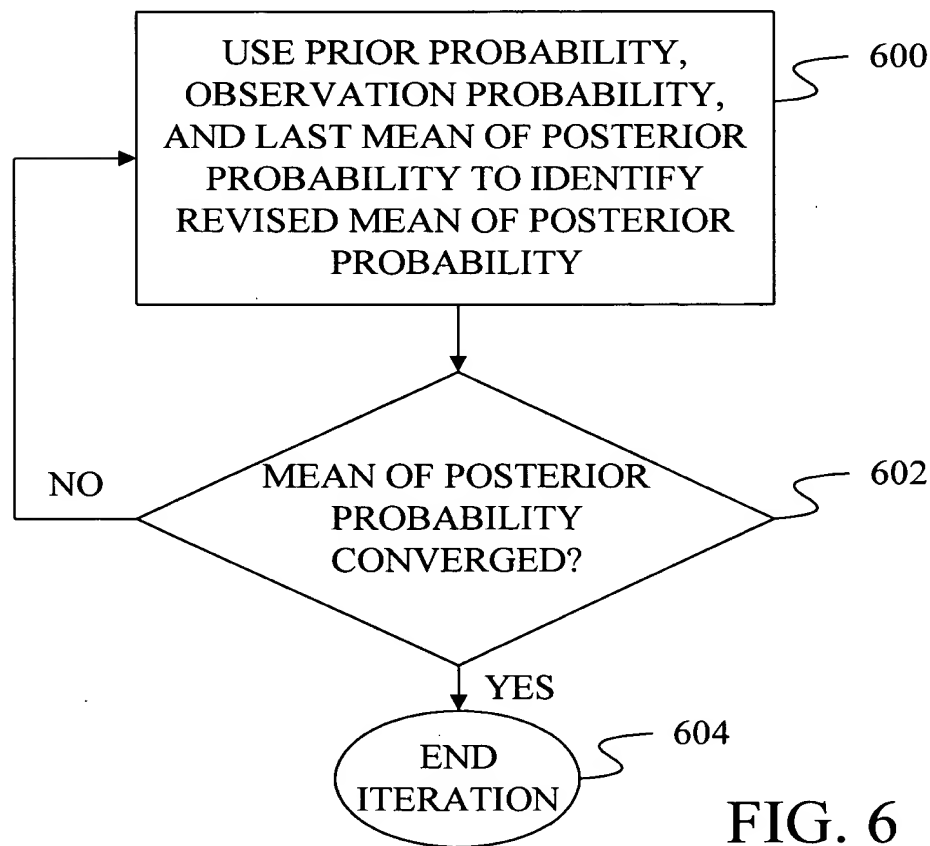 USE PRIOR PROBABILITY,
OBSERVATION PROBABILITY,
AND LAST MEAN OF POSTERIOR
PROBABILITY TO IDENTIFY
REVISED MEAN OF POSTERIOR
PROBABILITY
600
MEAN OF POSTERIOR
PROBABILITY
CONVERGED?
602
NO
YES
END
ITERATION
604
FIG. 6